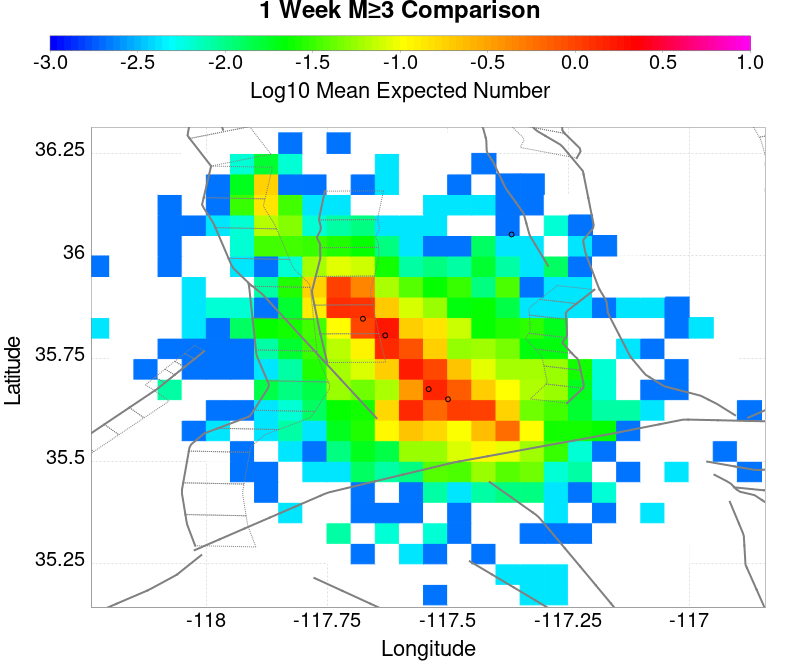 1 Week M≥3 Comparison
-3.0 -2.5 -2.0 -1.5 -1.0 -0.5 0.0 0.5 1.0
Log10 Mean Expected Number
36.25
36
35.75
35.5
35.25
Latitude
-118 -117.75 -117.5 -117.25 -117
Longitude